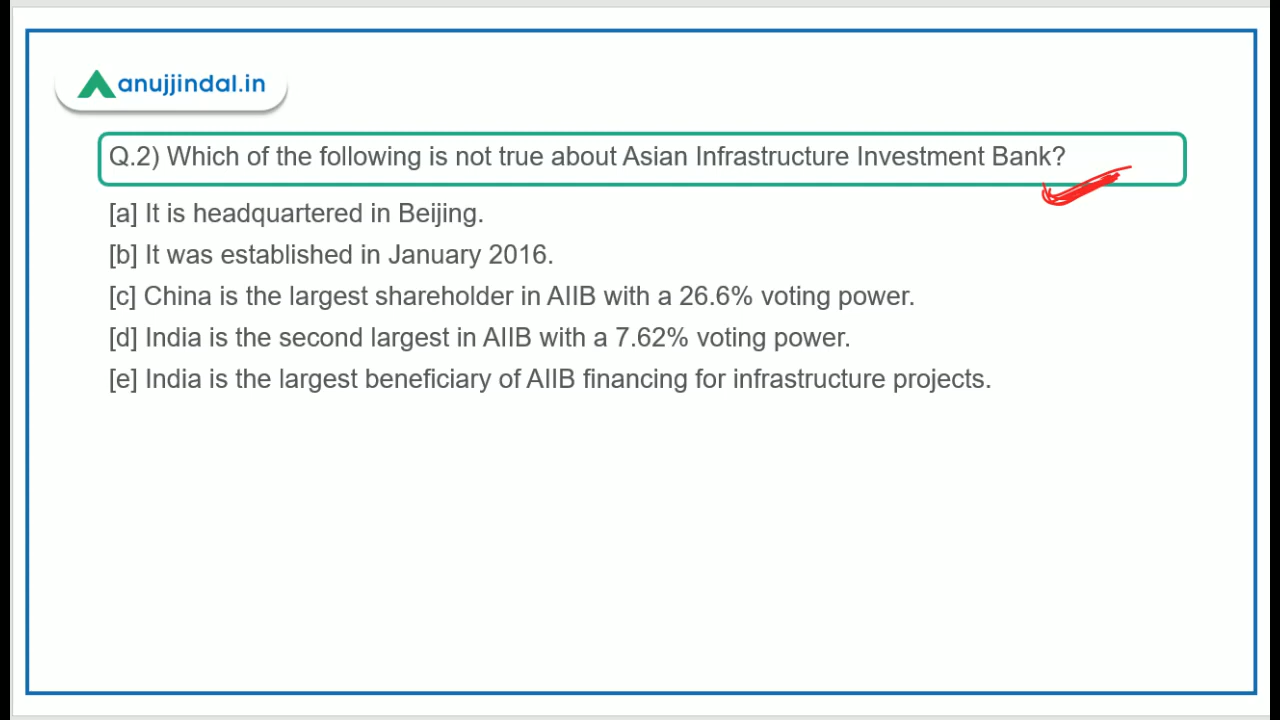 anujjindal.in
Q.2) Which of the following is not true about Asian Infrastructure Investment Bank?
[a] It is headquartered in Beijing.
[b] It was established in January 2016.
[c] China is the largest shareholder in AIIB with a 26.6% voting power.
[d] India is the second largest in AIIB with a 7.62% voting power.
[e] India is the largest beneficiary of AIIB financing for infrastructure projects.